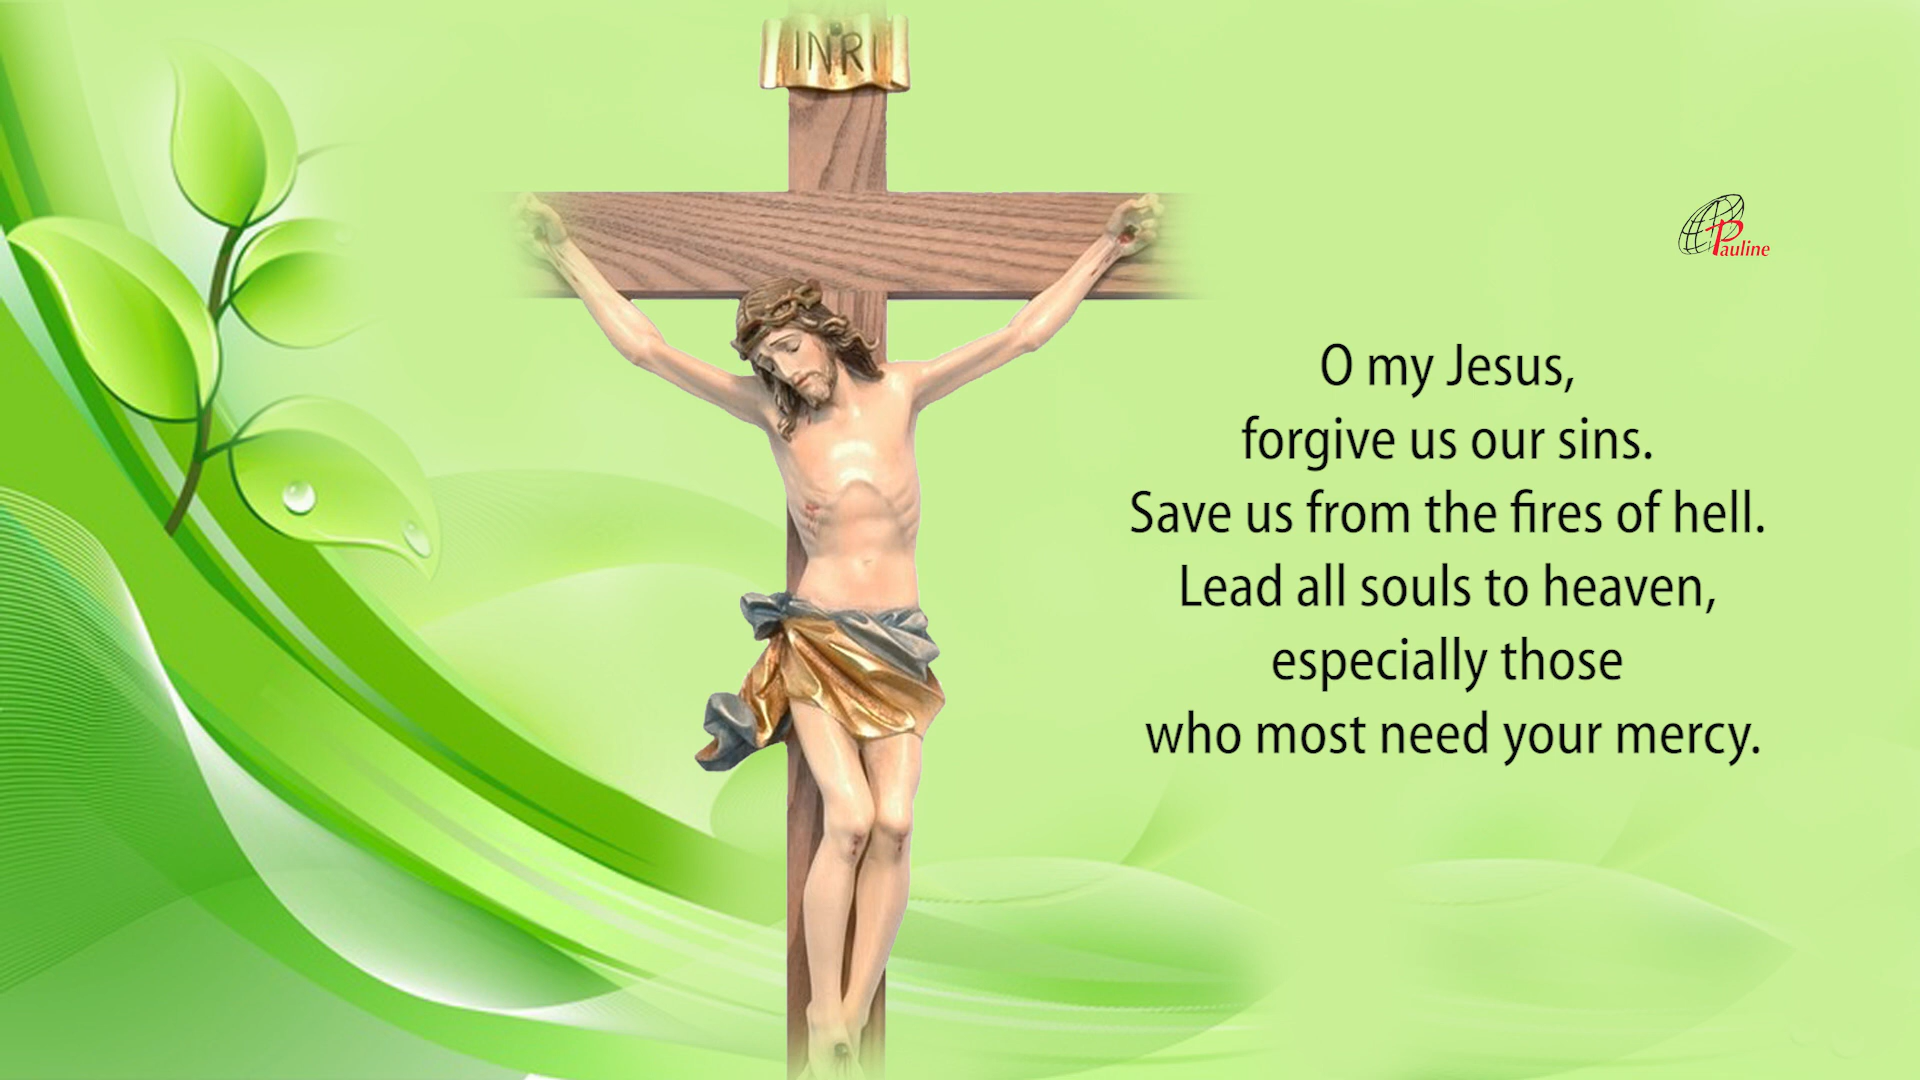 INRI
Pauline
O my Jesus,
forgive us our sins.
Save us from the fires of hell.
Lead all souls to heaven,
especially those
who most need your mercy.